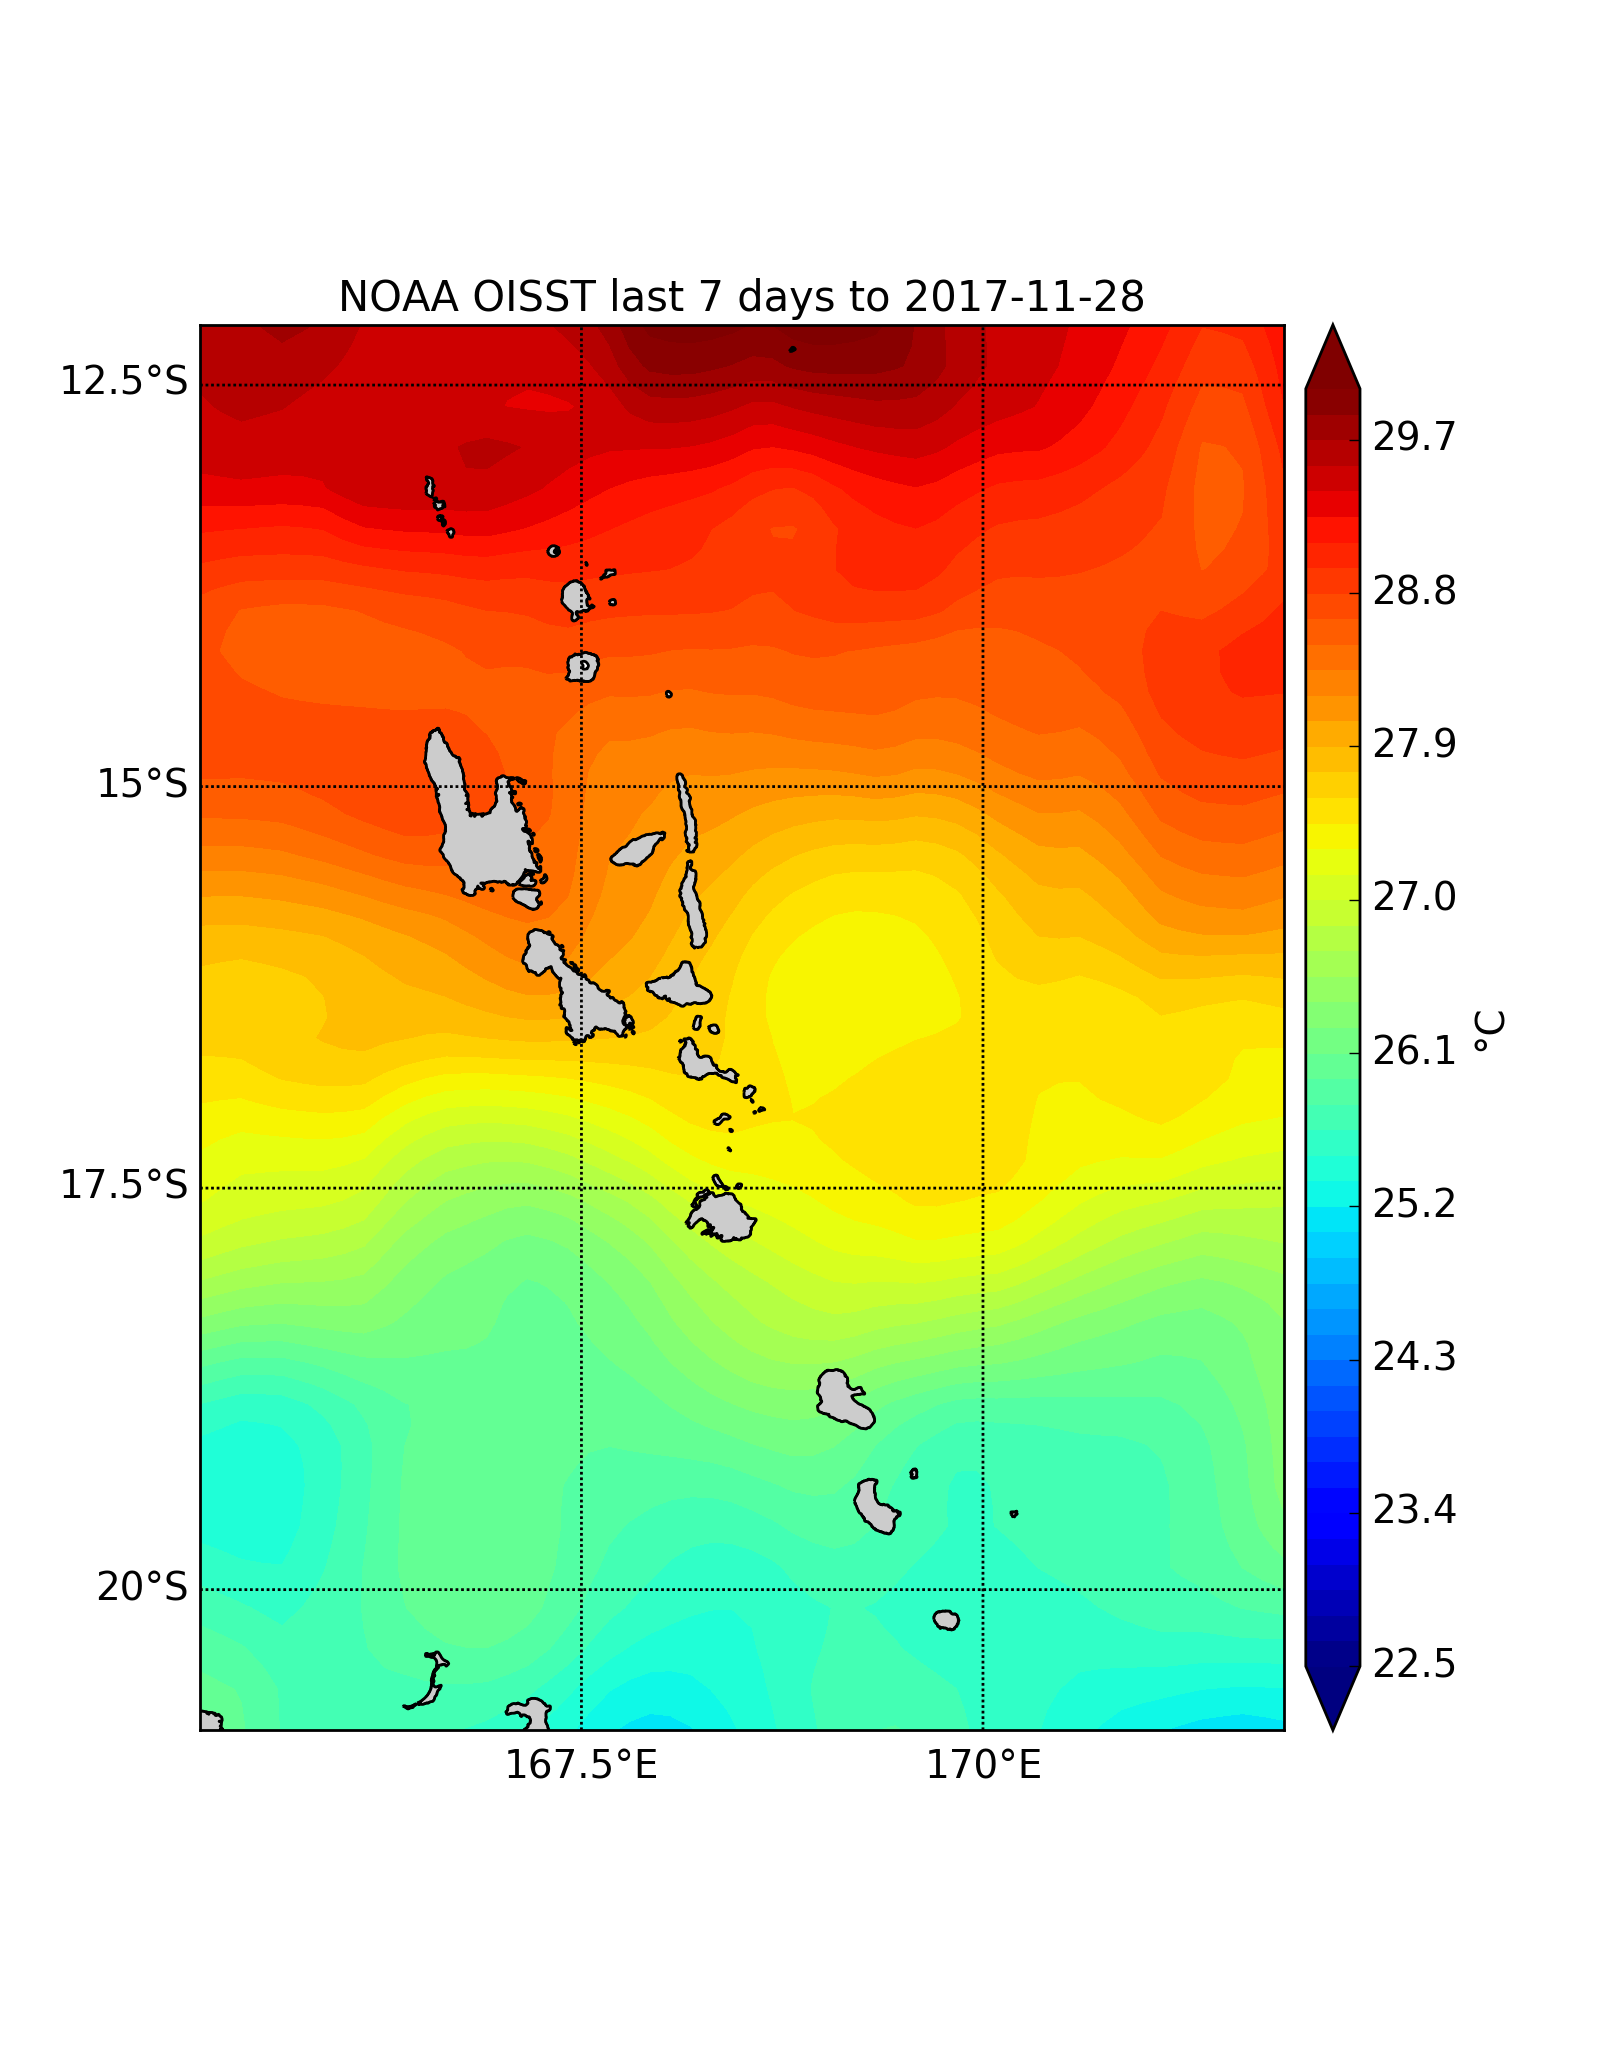 NOAA OISST last 7 days to 2017-11-28
12.5°S
15°S
17.5°S
20°S
167.5°E
170°E
29.7
28.8
27.9
27.0
26.1
25.2
24.3
23.4
22.5
°C